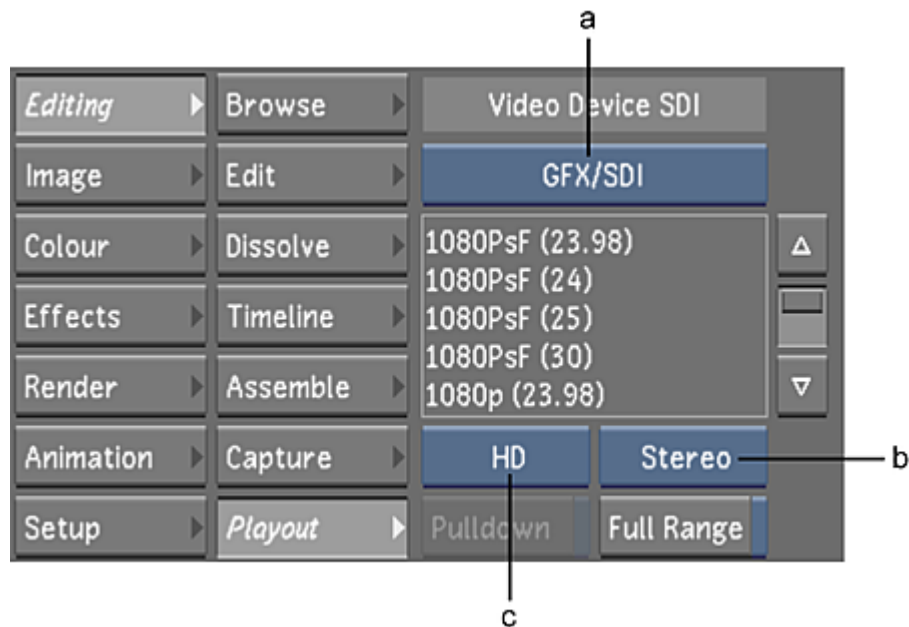 a
Editing
Browse
Video Device SDI
Image
Edit
GFX/SDI
Colour
Dissolve
1080PsF (23.98)
1080PsF (24)
Effects
Timeline
1080PsF (25)
1080PsF (30)
Render
Assemble
1080p (23.98)
Animation
Capture
HD
Stereo
b
Setup
Playout
Pulldown
Full Range
c